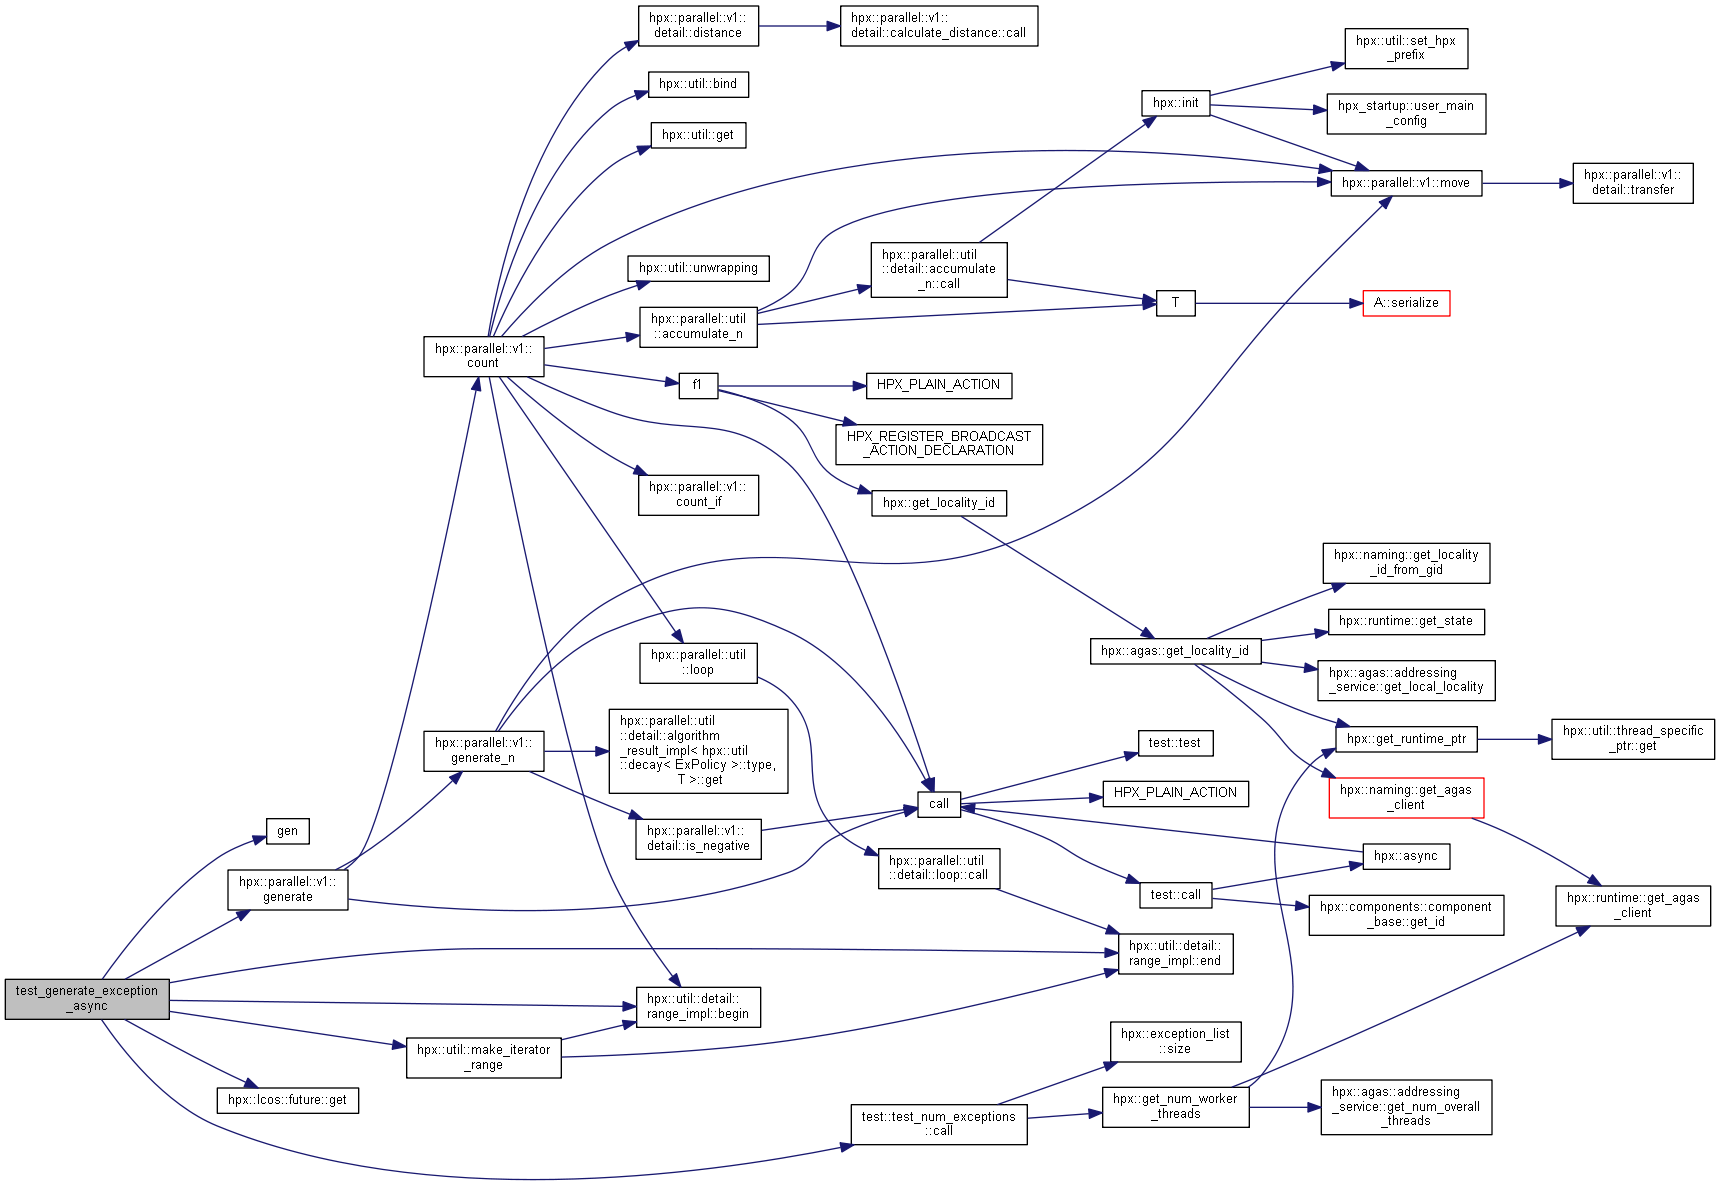 hpx::parallel::v1::
detail::distance
hpx::parallel::v1::
detail::calculate_distance::call
hpx::util::set_hpx
_prefix
hpx::util::bind
hpx::init
hpx_startup::user_main
_config
hpx::util::get
hpx::parallel::v1::move
hpx::parallel::v1::
detail::transfer
hpx::util::unwrapping
hpx::parallel::util
::detail::accumulate
_n::call
T
A::serialize
hpx::parallel::util
::accumulate_n
hpx::parallel::v1::
count
f1
HPX_PLAIN_ACTION
HPX_REGISTER_BROADCAST
_ACTION_DECLARATION
hpx::parallel::v1::
count_if
hpx::get_locality_id
hpx::naming::get_locality
_id_from_gid
hpx::runtime::get_state
hpx::agas::get_locality_id
hpx::parallel::util
::loop
hpx::agas::addressing
_service::get_local_locality
hpx::parallel::util
::detail::algorithm
_result_impl< hpx::util
::decay< ExPolicy >::type,
T >::get
hpx::parallel::v1::
generate_n
test::test
hpx::get_runtime_ptr
hpx::util::thread_specific
_ptr::get
call
HPX_PLAIN_ACTION
hpx::naming::get_agas
_client
gen
hpx::parallel::v1::
detail::is_negative
hpx::async
hpx::parallel::v1::
generate
hpx::parallel::util
::detail::loop::call
test::call
hpx::components::component
_base::get_id
hpx::runtime::get_agas
_client
hpx::util::detail::
range_impl::end
test_generate_exception
_async
hpx::util::detail::
range_impl::begin
hpx::util::make_iterator
_range
hpx::exception_list
::size
hpx::lcos::future::get
test::test_num_exceptions
::call
hpx::get_num_worker
_threads
hpx::agas::addressing
_service::get_num_overall
_threads